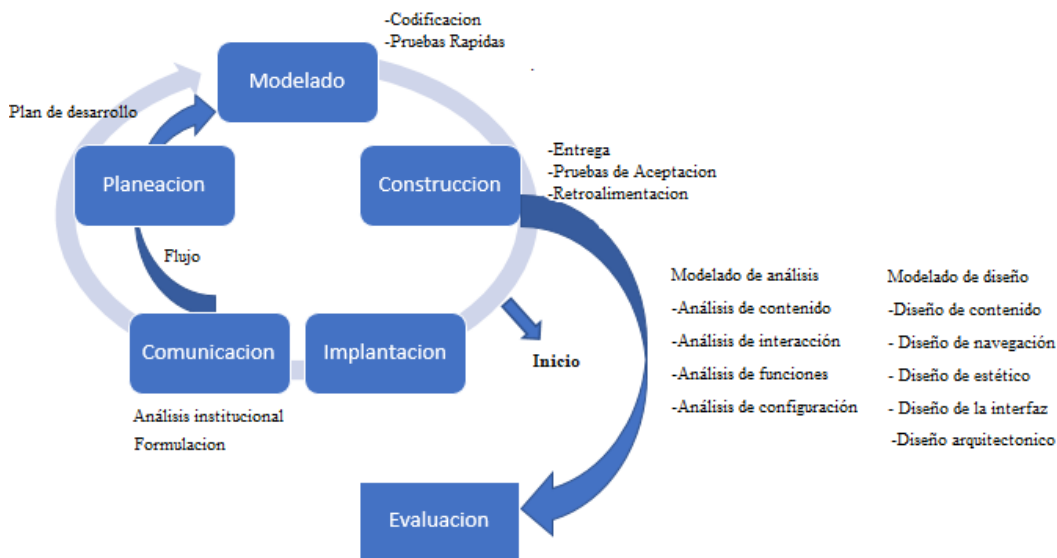 -Codificacion
-Pruebas Rapidas
Modelado
Plan de desarrollo
Planeacion
Construccion
-Entrega
-Pruebas de Aceptacion
-Retroalimentacion
Flujo
Comunicacion
Implantacion
Inicio
Análisis institucional
Formulacion
Modelado de análisis
-Análisis de contenido
-Análisis de interacción
-Análisis de funciones
-Análisis de configuración
Modelado de diseño
-Diseño de contenido
- Diseño de navegación
- Diseño de estético
- Diseño de la interfaz
-Diseño arquitectonico
Evaluacion